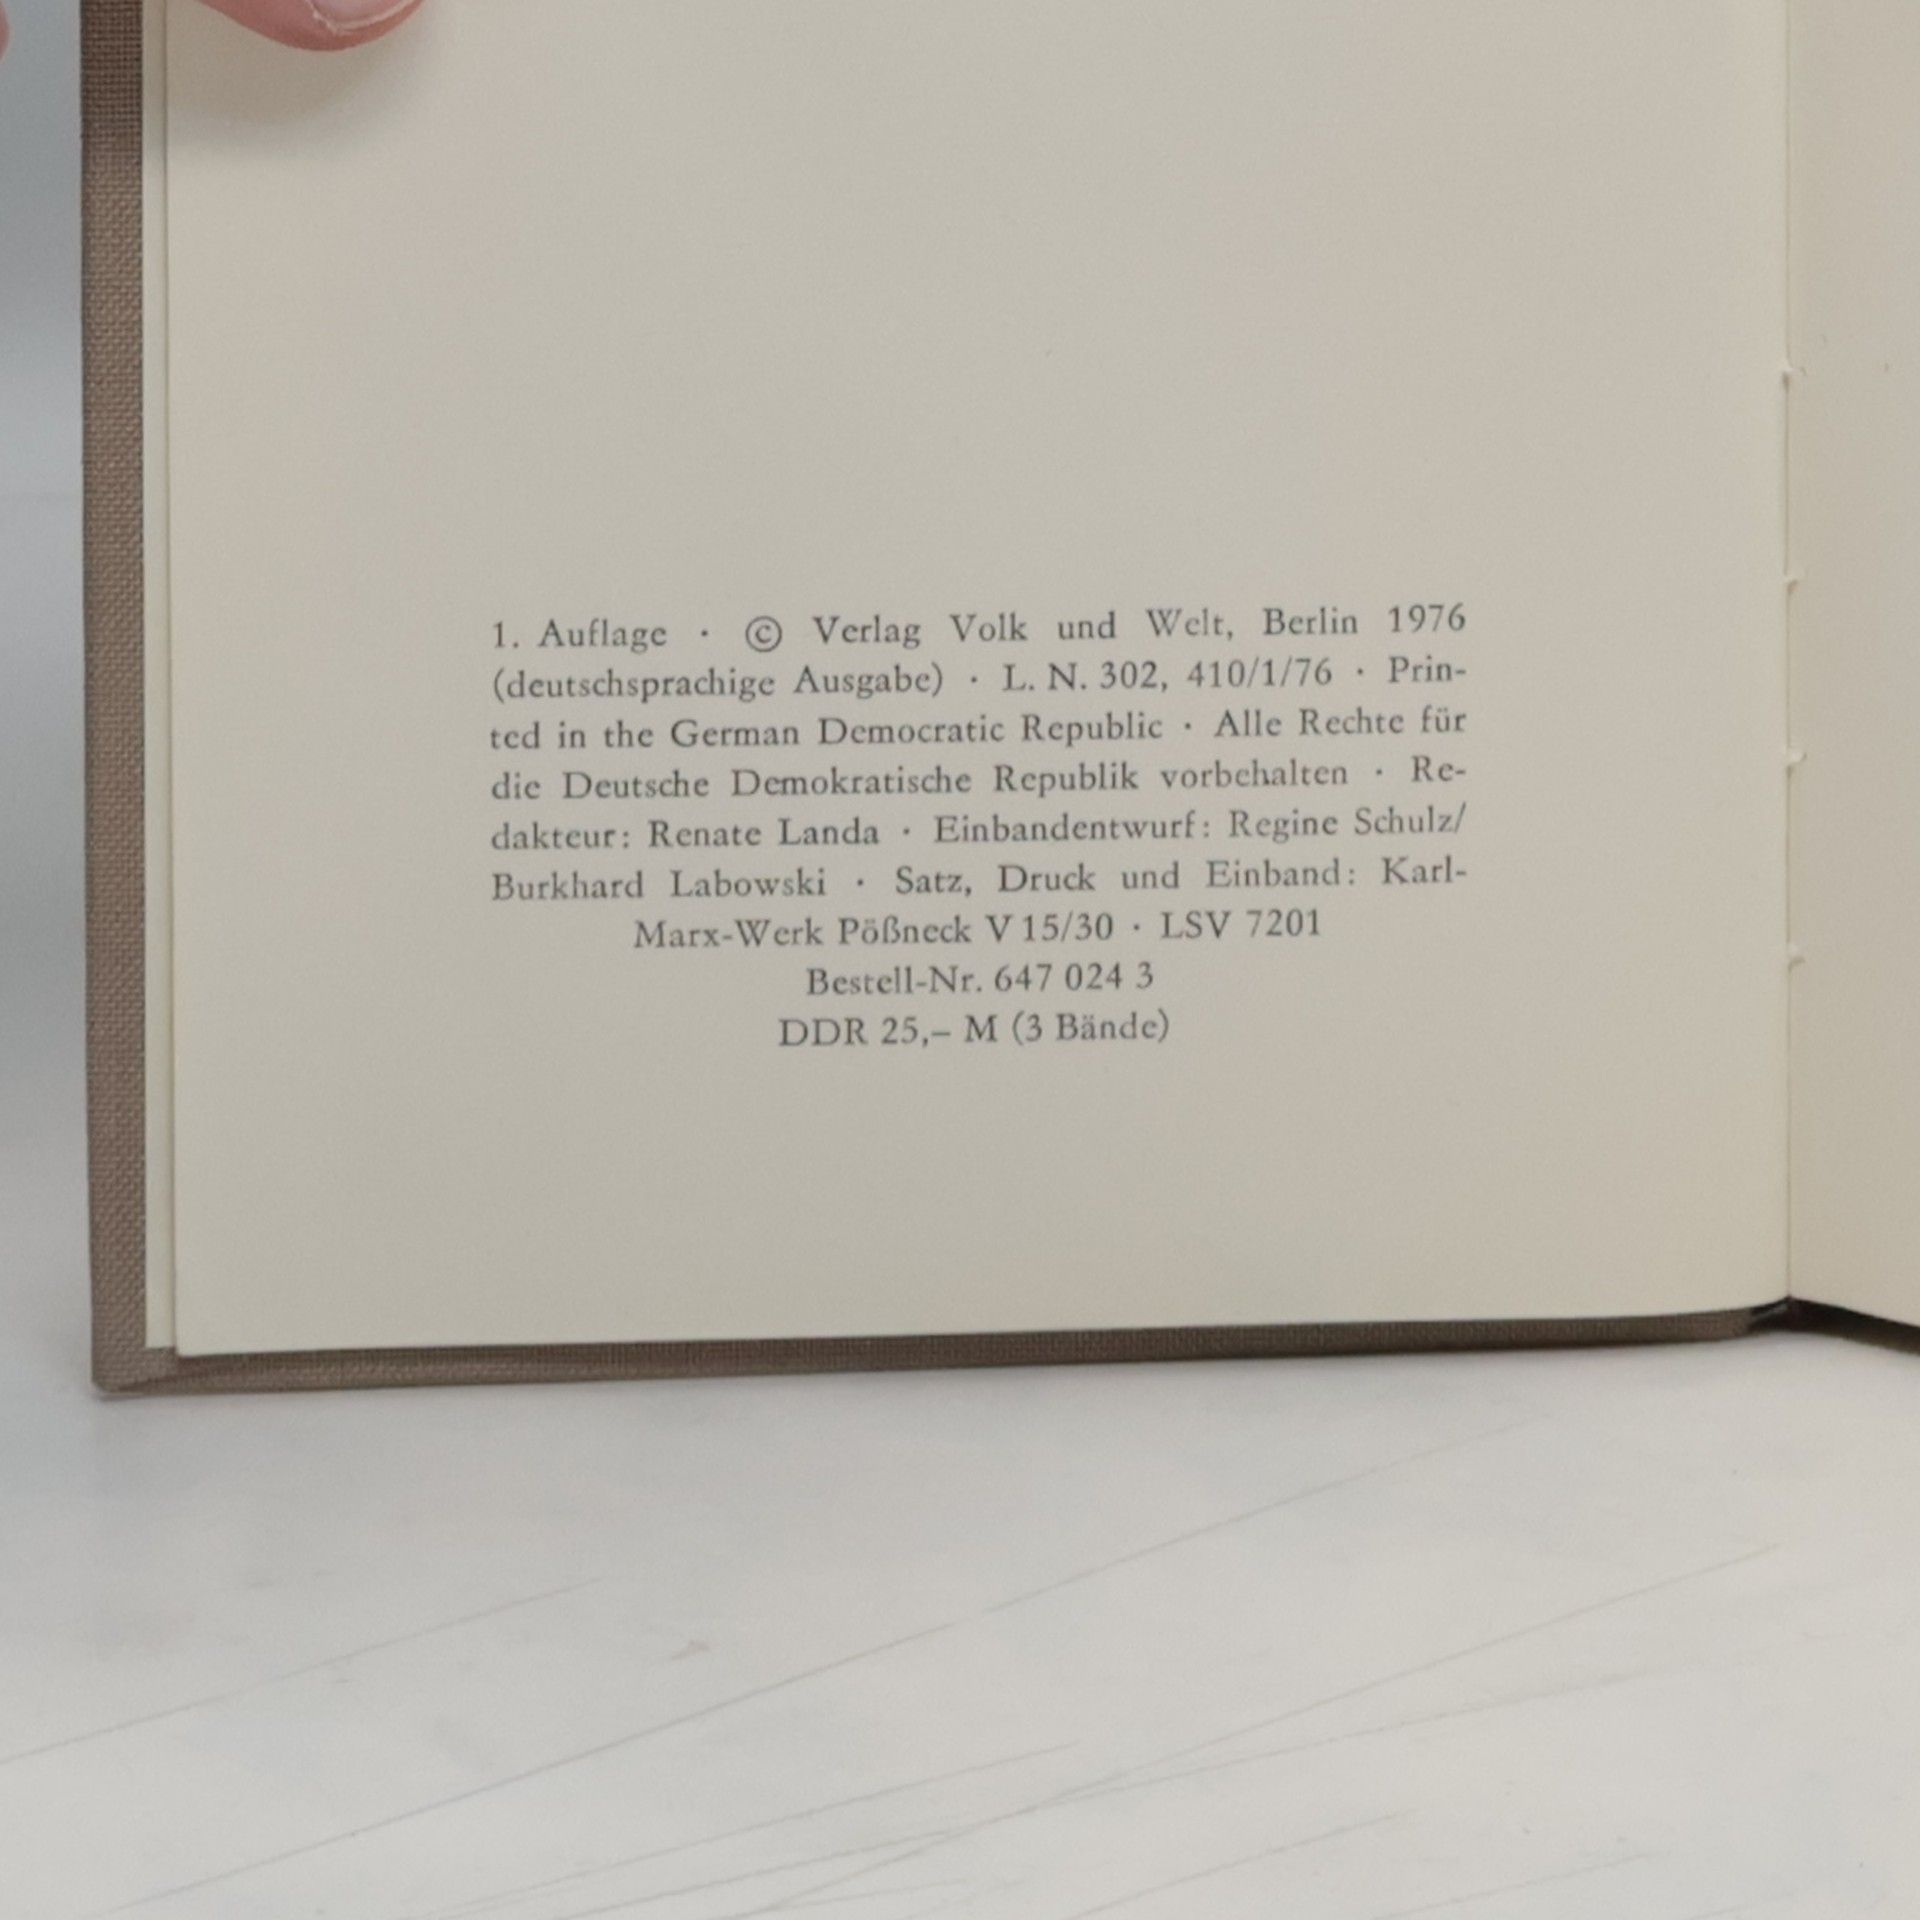 1. Auflage · © Verlag Volk und Welt, Berlin 1976
(deutschsprachige Ausgabe) · L. N. 302, 410/1/76 · Prin-
ted in the German Democratic Republic · Alle Rechte für
die Deutsche Demokratische Republik vorbehalten · Re-
dakteur: Renate Landa · Einbandentwurf: Regine Schulz/
Burkhard Labowski · Satz, Druck und Einband: Karl-
Marx-Werk Pößneck V 15/30 · LSV 7201
Bestell-Nr. 647 024 3
DDR 25,– M (3 Bände)